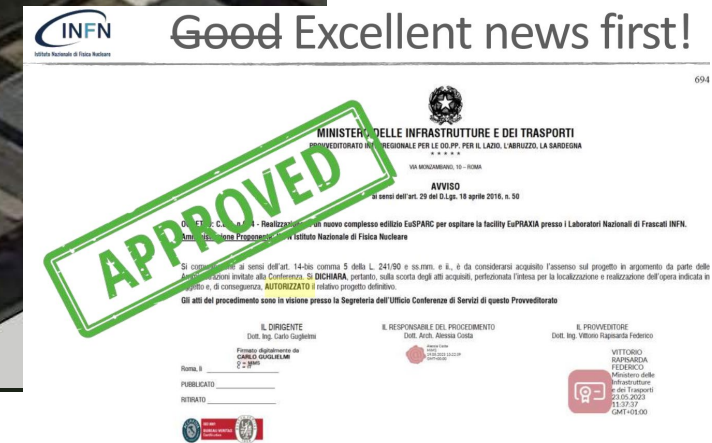 INFN
Istituto Nazionale di Fisica Nucleare
Good Excellent news first!
694
MINISTERO DELLE INFRASTRUTTURE E DEI TRASPORTI
PROVVEDITORATO INTERREGIONALE PER LE OO.PP. PER IL LAZIO, L'ABRUZZO, LA SARDEGNA
* * * * *
VIA MONZAMBANO, 10 – ROMA
AVVISO
ai sensi dell'art. 29 del D.Lgs. 18 aprile 2016, n. 50
APPROVED
un nuovo complesso edilizio EuSPARC per ospitare la facility EuPRAXIA presso i Laboratori Nazionali di Frascati INFN.
Amministrazione Proponente: INFN Istituto Nazionale di Fisica Nucleare
Si comunica che ai sensi dell'art. 14-bis comma 5 della L. 241/90 e ss.mm. e ii., è da considerarsi acquisito l'assenso sul progetto in argomento da parte delle
Amministrazioni invitate alla Conferenza. Si DICHIARA, pertanto, sulla scorta degli atti acquisiti, perfezionata l'intesa per la localizzazione e realizzazione dell'opera indicata in
oggetto e, di conseguenza, AUTORIZZATO il relativo progetto definitivo.
Gli atti del procedimento sono in visione presso la Segreteria dell'Ufficio Conferenze di Servizi di questo Provveditorato
IL DIRIGENTE
Dott. Ing. Carlo Guglielmi
Firmato digitalmente da
CARLO GUGLIELMI
IL RESPONSABILE DEL PROCEDIMENTO
Dott. Arch. Alessia Costa
IL PROVVEDITORE
Dott. Ing. Vittorio Rapisarda Federico
VITTORIO
RAPISARDA
FEDERICO
Ministero delle
Infrastrutture
e dei Trasporti
23.05.2023
11:37:37
GMT+01:00
Roma, li
PUBBLICATO
RITIRATO